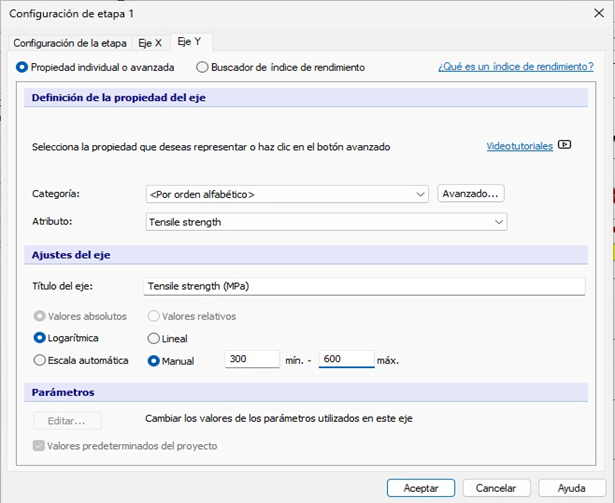 Configuración de etapa 1
Configuración de la etapa Eje X Eje Y
Propiedad individual o avanzada Buscador de índice de rendimiento ¿Qué es un índice de rendimiento?
Definición de la propiedad del eje
Selecciona la propiedad que deseas representar o haz clic en el botón avanzado Videotutoriales
Categoría: <Por orden alfabético> Avanzado...
Atributo: Tensile strength
Ajustes del eje
Título del eje: Tensile strength (MPa)
Valores absolutos Valores relativos
Logarítmica Lineal
Escala automática Manual 300 mín. - 600 máx.
Parámetros
Editar... Cambiar los valores de los parámetros utilizados en este eje
Valores predeterminados del proyecto
Aceptar Cancelar Ayuda